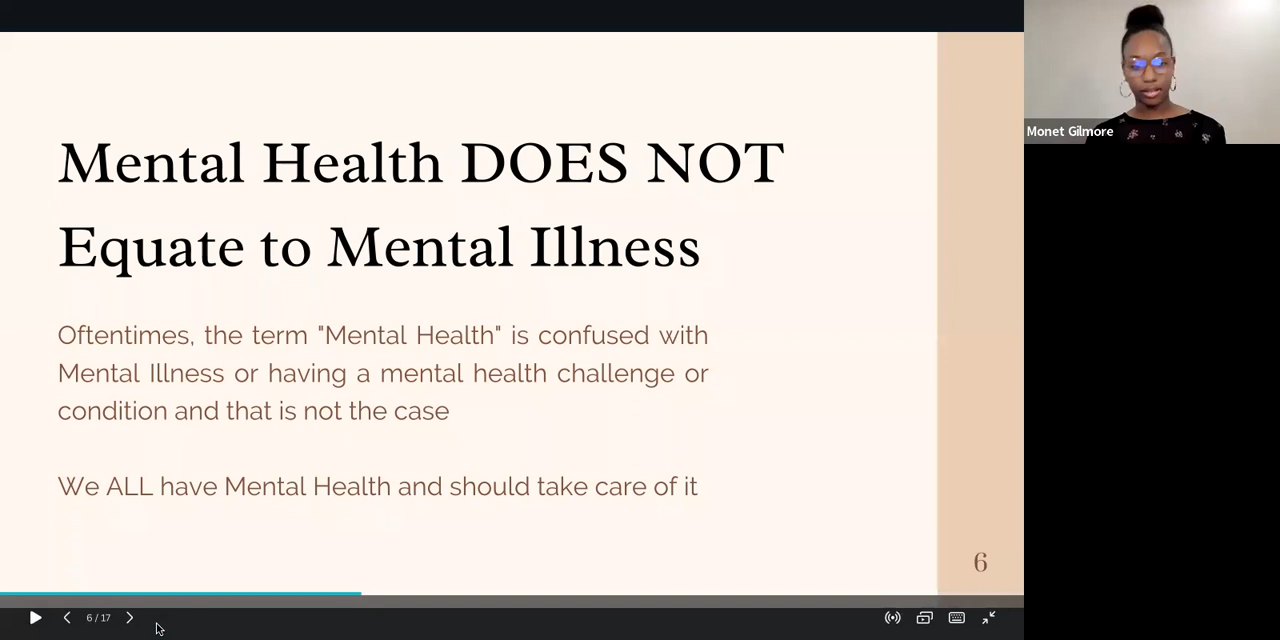 Mental Health DOES NOT
Equate to Mental Illness
Oftentimes, the term "Mental Health" is confused with
Mental Illness or having a mental health challenge or
condition and that is not the case
We ALL have Mental Health and should take care of it
6
6 / 17
Monet Gilmore